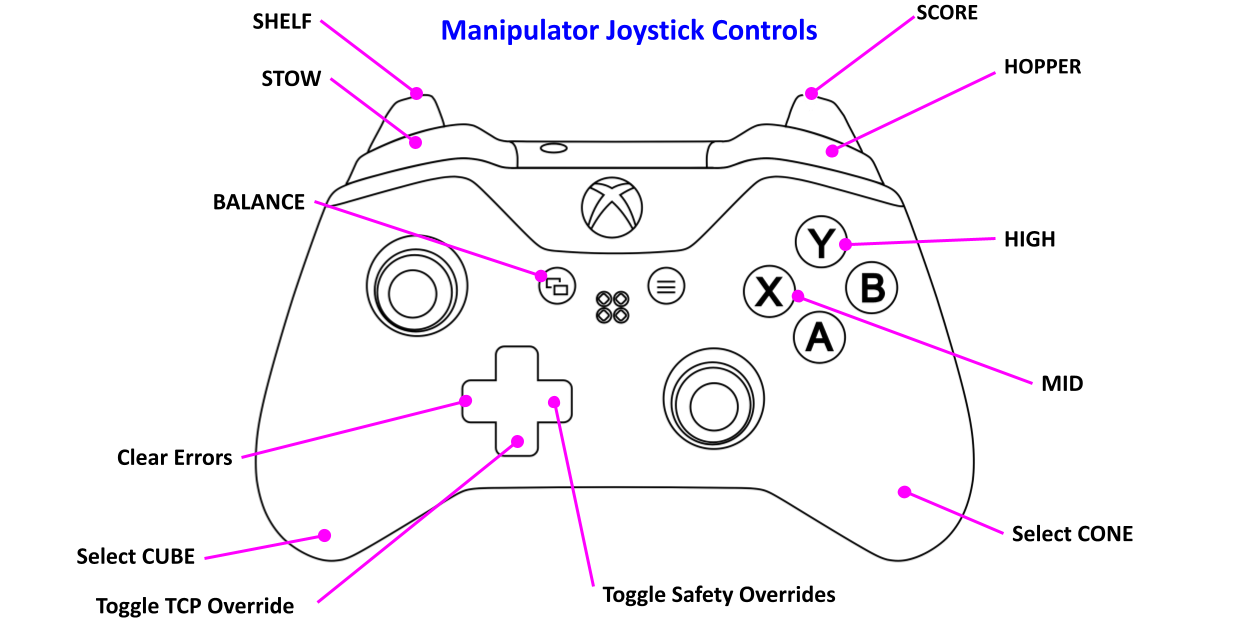 Manipulator Joystick Controls
SHELF
SCORE
STOW
HOPPER
BALANCE
Y
HIGH
X
B
A
MID
Clear Errors
Select CUBE
Select CONE
Toggle TCP Override
Toggle Safety Overrides